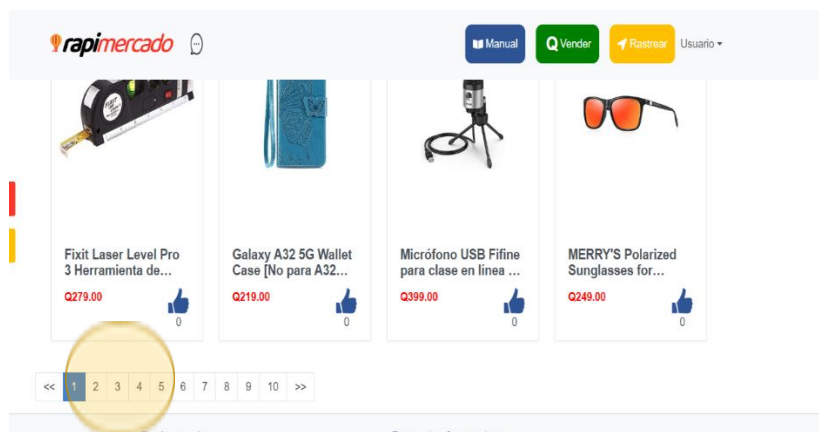 rapimercado
Manual
Q Vender
Rastrear
Usuario
FIXIT
Fixit Laser Level Pro
3 Herramienta de...
Q279.00
0
Galaxy A32 5G Wallet
Case [No para A32...
Q219.00
0
Micrófono USB Fifine
para clase en línea ...
Q399.00
0
MERRY'S Polarized
Sunglasses for...
Q249.00
0
<< 1 2 3 4 5 6 7 8 9 10 >>